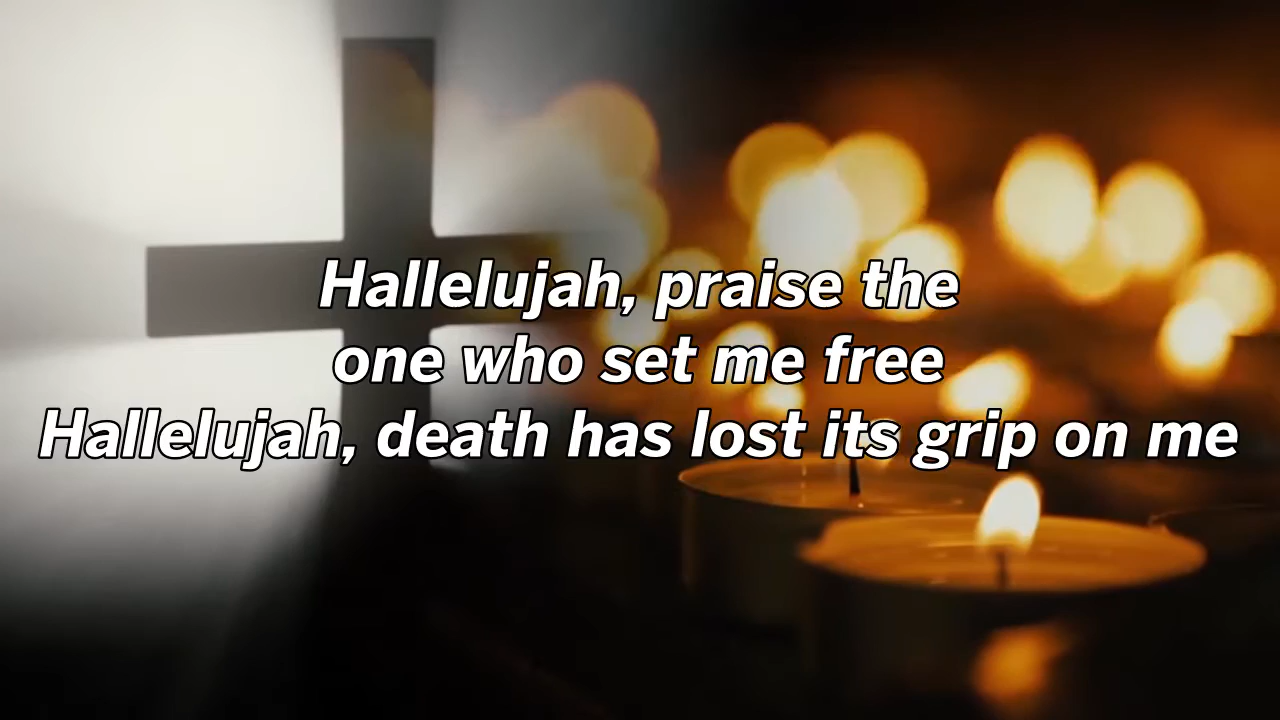 Hallelujah, praise the
one who set me free
Hallelujah, death has lost its grip on me